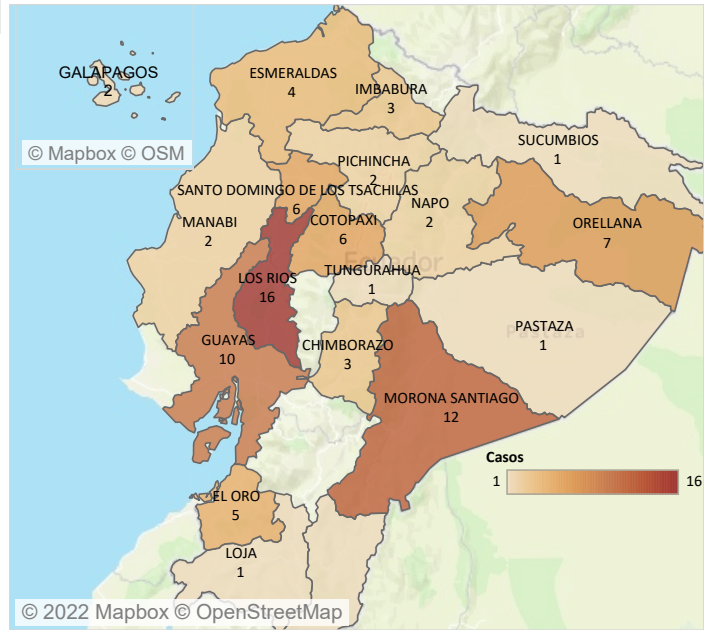 GALAPAGOS
2
© Mapbox © OSM
ESMERALDAS
4
IMBABURA
3
SUCUMBIOS
1
PICHINCHA
2
SANTO DOMINGO DE LOS TSACHILAS
6
NAPO
2
MANABI
2
COTOPAXI
6
ORELLANA
7
Ecuador
TUNGURAHUA
1
LOS RIOS
16
PASTAZA
1
Pastaza
GUAYAS
10
CHIMBORAZO
3
MORONA SANTIAGO
12
Casos
1 16
EL ORO
5
LOJA
1
© 2022 Mapbox © OpenStreetMap